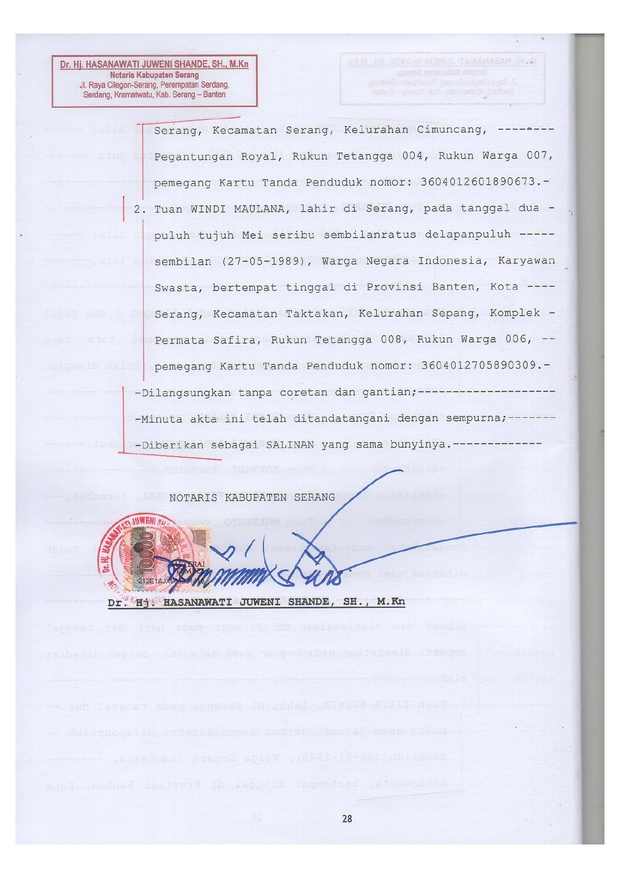 Dr. Hj. HASANAWATI JUWENI SHANDE, SH., M.Kn
Notaris Kabupaten Serang
Jl. Raya Cilegon-Serang, Perempatan Serdang,
Serdang, Kramatwatu, Kab. Serang – Banten
Serang, Kecamatan Serang, Kelurahan Cimuncang, --------
Pegantungan Royal, Rukun Tetangga 004, Rukun Warga 007,
pemegang Kartu Tanda Penduduk nomor: 3604012601890673.-
2. Tuan WINDI MAULANA, lahir di Serang, pada tanggal dua -
puluh tujuh Mei seribu sembilanratus delapanpuluh -----
sembilan (27-05-1989), Warga Negara Indonesia, Karyawan
Swasta, bertempat tinggal di Provinsi Banten, Kota ----
Serang, Kecamatan Taktakan, Kelurahan Sepang, Komplek -
Permata Safira, Rukun Tetangga 008, Rukun Warga 006, --
pemegang Kartu Tanda Penduduk nomor: 3604012705890309.-
-Dilangsungkan tanpa coretan dan gantian;--------------------
-Minuta akta ini telah ditandatangani dengan sempurna;-------
-Diberikan sebagai SALINAN yang sama bunyinya.-------------
NOTARIS KABUPATEN SERANG
Dr. Hj. HASANAWATI JUWENI SHANDE
10000
Dr. Hj. HASANAWATI JUWENI SHANDE, SH., M.Kn
28